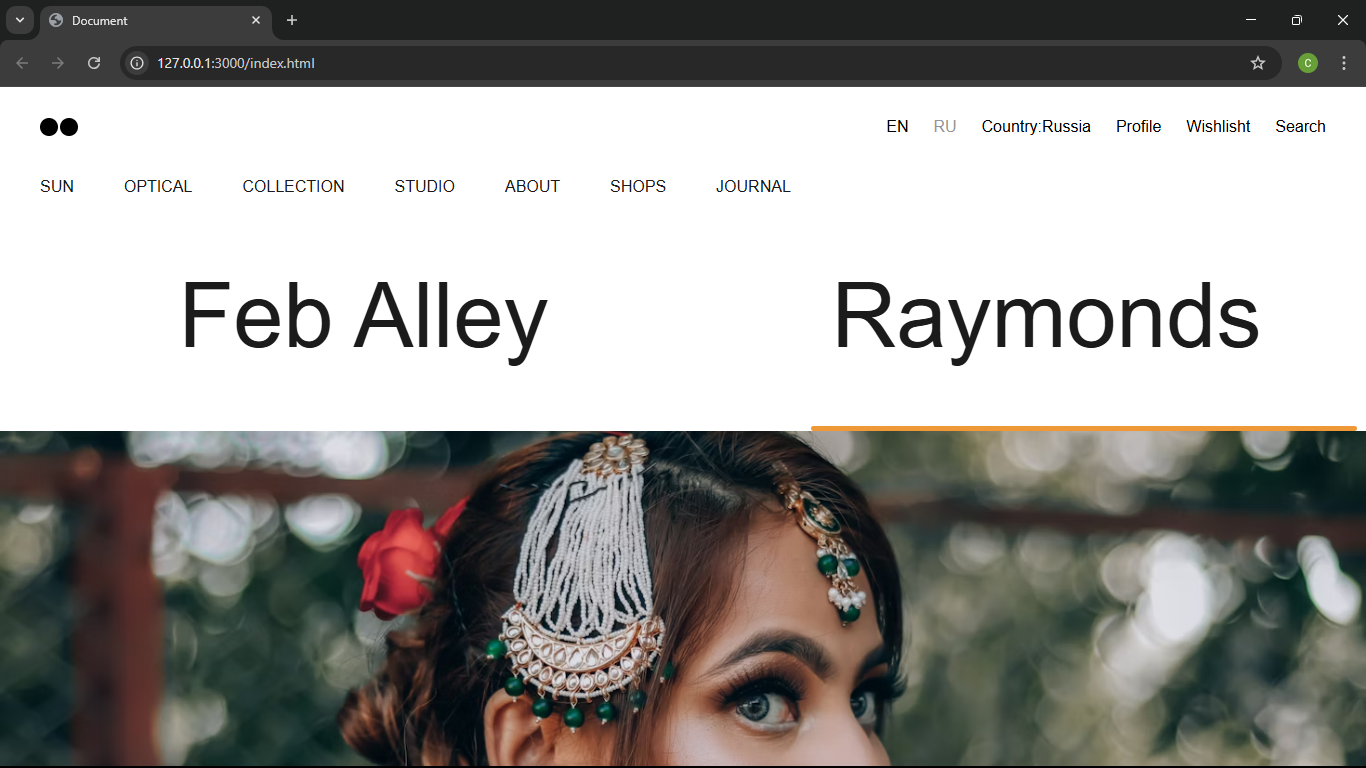 Document
127.0.0.1:3000/index.html
C
EN RU Country:Russia Profile Wishlisht Search
SUN OPTICAL COLLECTION STUDIO ABOUT SHOPS JOURNAL
Feb Alley Raymonds